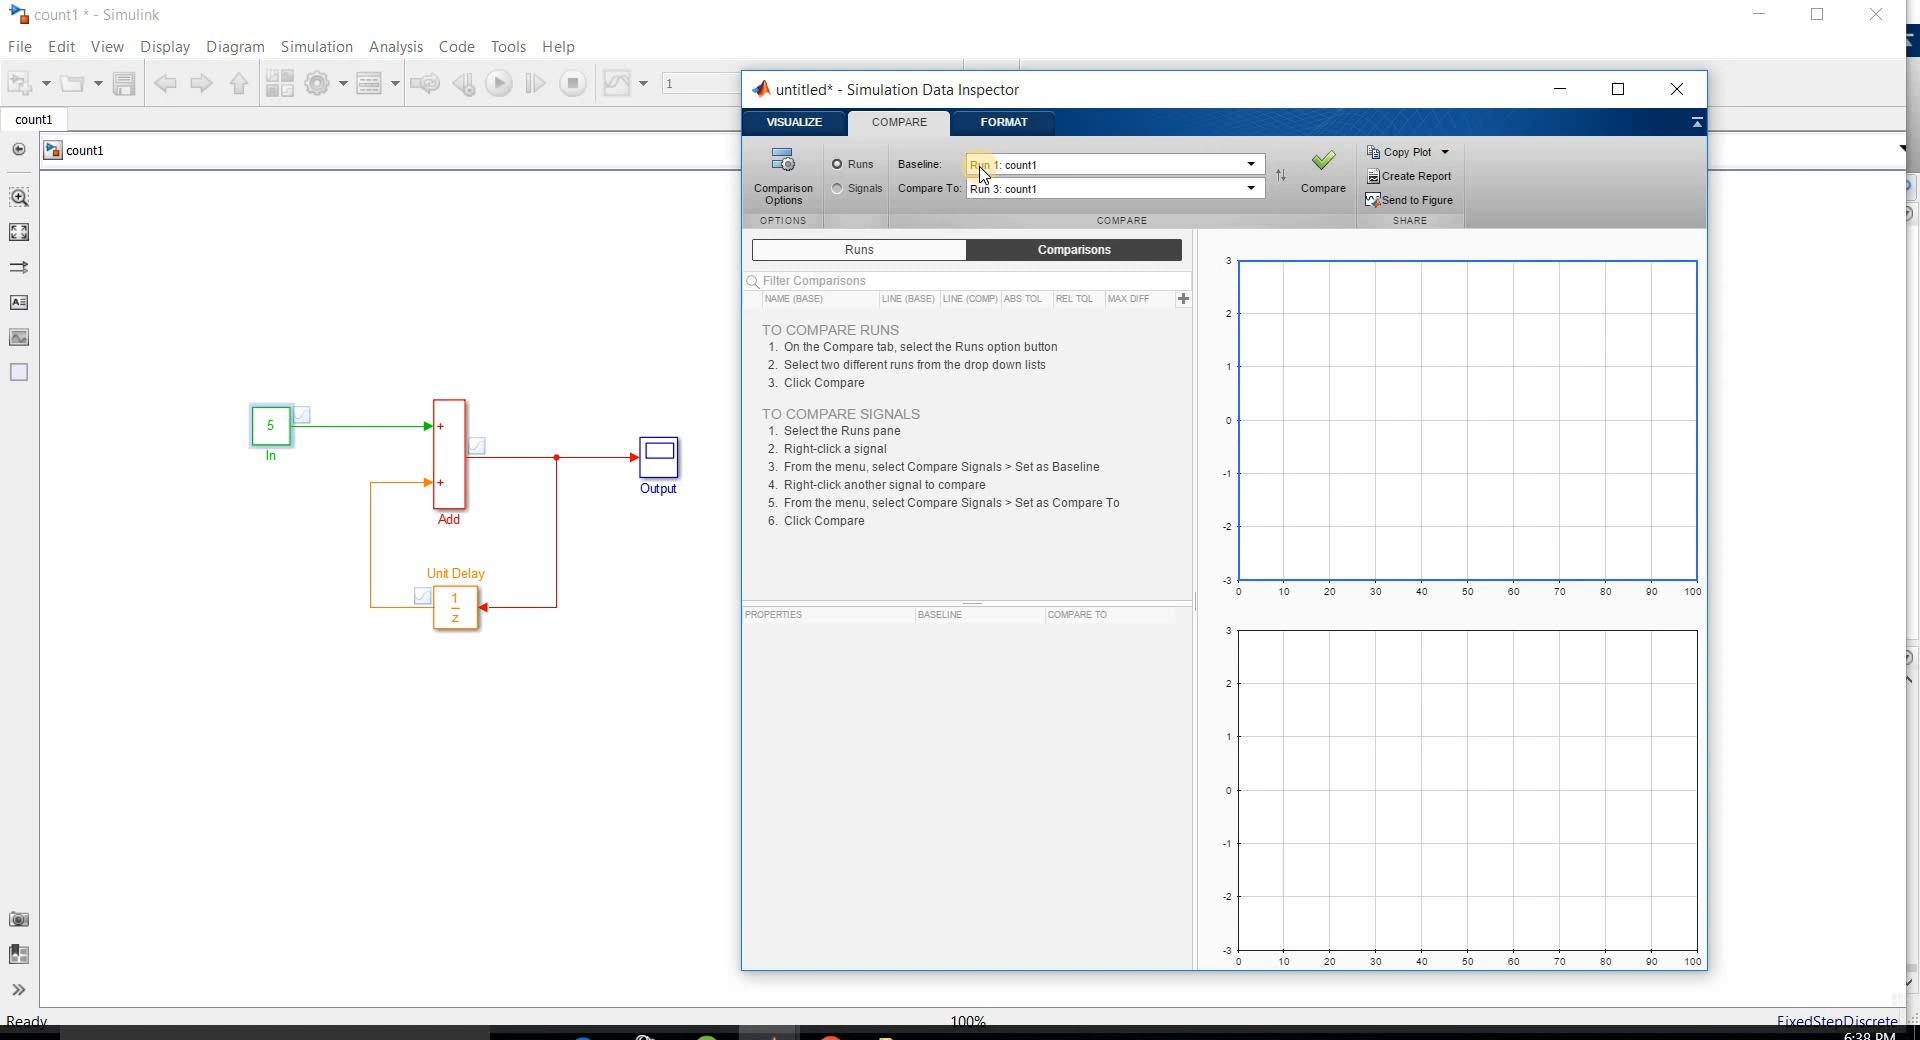 count1 * - Simulink
File Edit View Display Diagram Simulation Analysis Code Tools Help
1
count1
count1
5
In
+
+
Add
Output
Unit Delay
1
z
Ready
100%
FixedStepDiscrete
6:38 PM
untitled* - Simulation Data Inspector
VISUALIZE COMPARE FORMAT
Comparison
Options
OPTIONS
Runs
Signals
Baseline: Run 1: count1
Compare To: Run 3: count1
Compare
COMPARE
Copy Plot
Create Report
Send to Figure
SHARE
Runs Comparisons
Filter Comparisons
NAME (BASE) LINE (BASE) LINE (COMP) ABS TOL REL TOL MAX DIFF
TO COMPARE RUNS
1. On the Compare tab, select the Runs option button
2. Select two different runs from the drop down lists
3. Click Compare
TO COMPARE SIGNALS
1. Select the Runs pane
2. Right-click a signal
3. From the menu, select Compare Signals > Set as Baseline
4. Right-click another signal to compare
5. From the menu, select Compare Signals > Set as Compare To
6. Click Compare
PROPERTIES BASELINE COMPARE TO
3
2
1
0
-1
-2
-3
0 10 20 30 40 50 60 70 80 90 100
3
2
1
0
-1
-2
-3
0 10 20 30 40 50 60 70 80 90 100